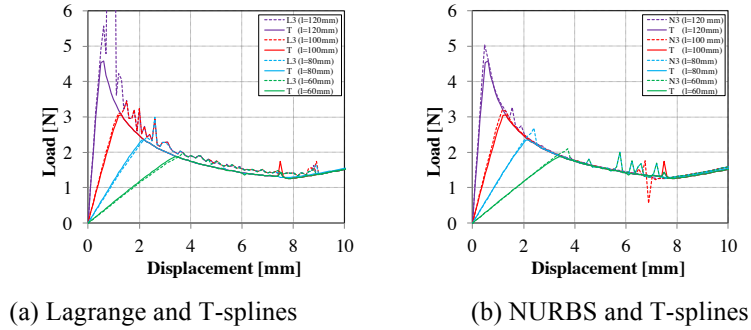 6
5
4
3
2
1
0
Load [N]
0 2 4 6 8 10
Displacement [mm]
L3 (l=120mm)
T (l=120mm)
L3 (l=100mm)
T (l=100mm)
L3 (l=80mm)
T (l=80mm)
L3 (l=60mm)
T (l=60mm)
(a) Lagrange and T-splines
6
5
4
3
2
1
0
Load [N]
0 2 4 6 8 10
Displacement [mm]
N3 (l=120 mm)
T (l=120mm)
N3 (l=100 mm)
T (l=100mm)
N3 (l=80mm)
T (l=80mm)
N3 (l=60mm)
T (l=60mm)
(b) NURBS and T-splines